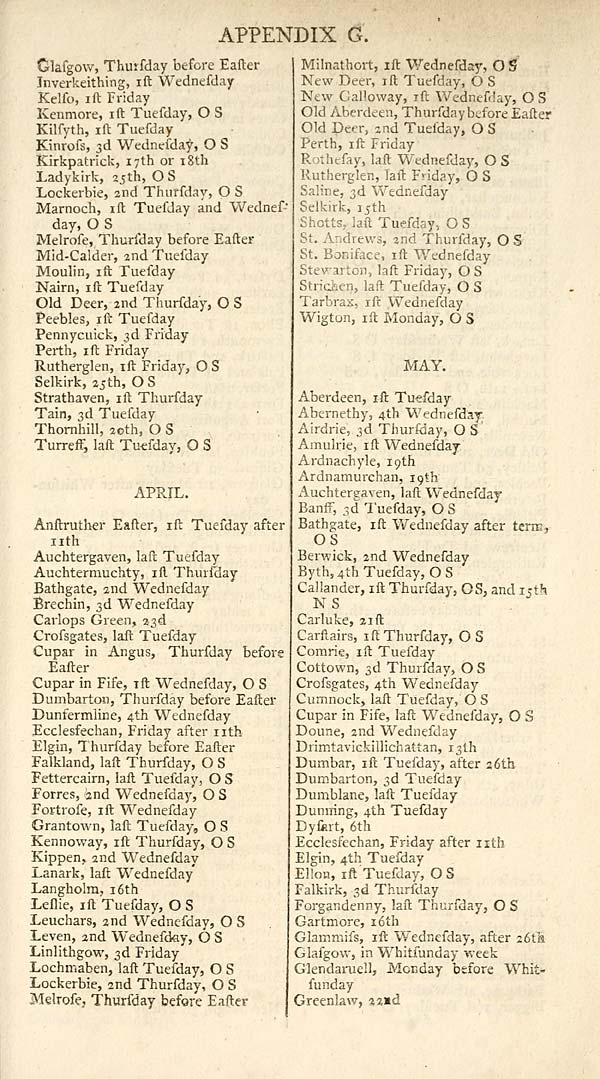 APPENDIX G.
Glaſgow, Thurſday before Eaſter
Inverkeithing, 1ſt Wedneſday
Kelſo, 1ſt Friday
Kenmore, 1ſt Tueſday, O S
Kilſyth, 1ſt Tueſday
Kinroſs, 3d Wedneſday, O S
Kirkpatrick, 17th or 18th
Ladykirk, 25th, O S
Lockerbie, 2nd Thurſday, O S
Marnoch, 1ſt Tueſday and Wedneſ-
day, O S
Melroſe, Thurſday before Eaſter
Mid-Calder, 2nd Tueſday
Moulin, 1ſt Tueſday
Nairn, 1ſt Tueſday
Old Deer, 2nd Thurſday, O S
Peebles, 1ſt Tueſday
Pennycuick, 3d Friday
Perth, 1ſt Friday
Rutherglen, 1ſt Friday, O S
Selkirk, 25th, O S
Strathaven, 1ſt Thurſday
Tain, 3d Tueſday
Thornhill, 20th, O S
Turreff, laſt Tueſday, O S
APRIL.
Anſtruther Eaſter, 1ſt Tueſday after
11th
Auchtergaven, laſt Tueſday
Auchtermuchty, 1ſt Thurſday
Bathgate, 2nd Wedneſday
Brechin, 3d Wedneſday
Carlops Green, 23d
Croſsgates, laſt Tueſday
Cupar in Angus, Thurſday before
Eaſter
Cupar in Fife, 1ſt Wedneſday, O S
Dumbarton, Thurſday before Eaſter
Dunfermline, 4th Wedneſday
Eccleſfechan, Friday after 11th
Elgin, Thurſday before Eaſter
Falkland, laſt Thurſday, O S
Fettercairn, laſt Tueſday, O S
Forres, 2nd Wedneſday, O S
Fortroſe, 1ſt Wedneſday
Grantown, laſt Tueſday, O S
Kennoway, 1ſt Tueſday, O S
Kippen, 2nd Wedneſday
Lanark, laſt Wedneſday
Langholm, 16th
Leſlie, 1ſt Tueſday, O S
Leuchars, 2nd Wedneſday, O S
Leven, 2nd Wedneſday, O S
Linlithgow, 3d Friday
Lochmaben, laſt Tueſday, O S
Lockerbie, 2nd Thurſday, O S
Melroſe, Thurſday before Eaſter
Milnathort, 1ſt Wedneſday, O S
New Deer, 1ſt Tueſday, O S
New Galloway, 1ſt Wedneſday, O S
Old Aberdeen, Thurſday before Eaſter
Old Deer, 2nd Tueſday, O S
Perth, 1ſt Friday
Rotheſay, laſt Wedneſday, O S
Rutherglen, laſt Friday, O S
Saline, 3d Wedneſday
Selkirk, 15th
Shotts, laſt Tueſday, O S
St. Andrews, 2nd Thurſday, O S
St. Boniface, 1ſt Wedneſday
Stewarton, laſt Friday, O S
Strichen, laſt Tueſday, O S
Tarbrax, 1ſt Wedneſday
Wigton, 1ſt Monday, O S
MAY.
Aberdeen, 1ſt Tueſday
Abernethy, 4th Wedneſday
Airdrie, 3d Thurſday, O S
Amulrie, 1ſt Wedneſday
Ardnachyle, 19th
Ardnamurchan, 19th
Auchtergaven, laſt Wedneſday
Banff, 3d Tueſday, O S
Bathgate, 1ſt Wedneſday after term,
O S
Berwick, 2nd Wedneſday
Byth, 4th Tueſday, O S
Callander, 1ſt Thurſday, OS, and 15th
N S
Carluke, 21ſt
Carſtairs, 1ſt Thurſday, O S
Comrie, 1ſt Tueſday
Cottown, 3d Thurſday, O S
Croſsgates, 4th Wedneſday
Cumnock, laſt Tueſday, O S
Cupar in Fife, laſt Wedneſday, O S
Doune, 2nd Wedneſday
Drimtavickillichattan, 13th
Dumbar, 1ſt Tueſday, after 26th
Dumbarton, 3d Tueſday
Dumblane, laſt Tueſday
Dunning, 4th Tueſday
Dyſart, 6th
Eccleſfechan, Friday after 11th
Elgin, 4th Tueſday
Ellon, 1ſt Tueſday, O S
Falkirk, 3d Thurſday
Forgandenny, laſt Thurſday, O S
Gartmore, 16th
Glammiſs, 1ſt Wedneſday, after 26th
Glaſgow, in Whitſunday week
Glendaruell, Monday before Whit-
ſunday
Greenlaw, 22nd